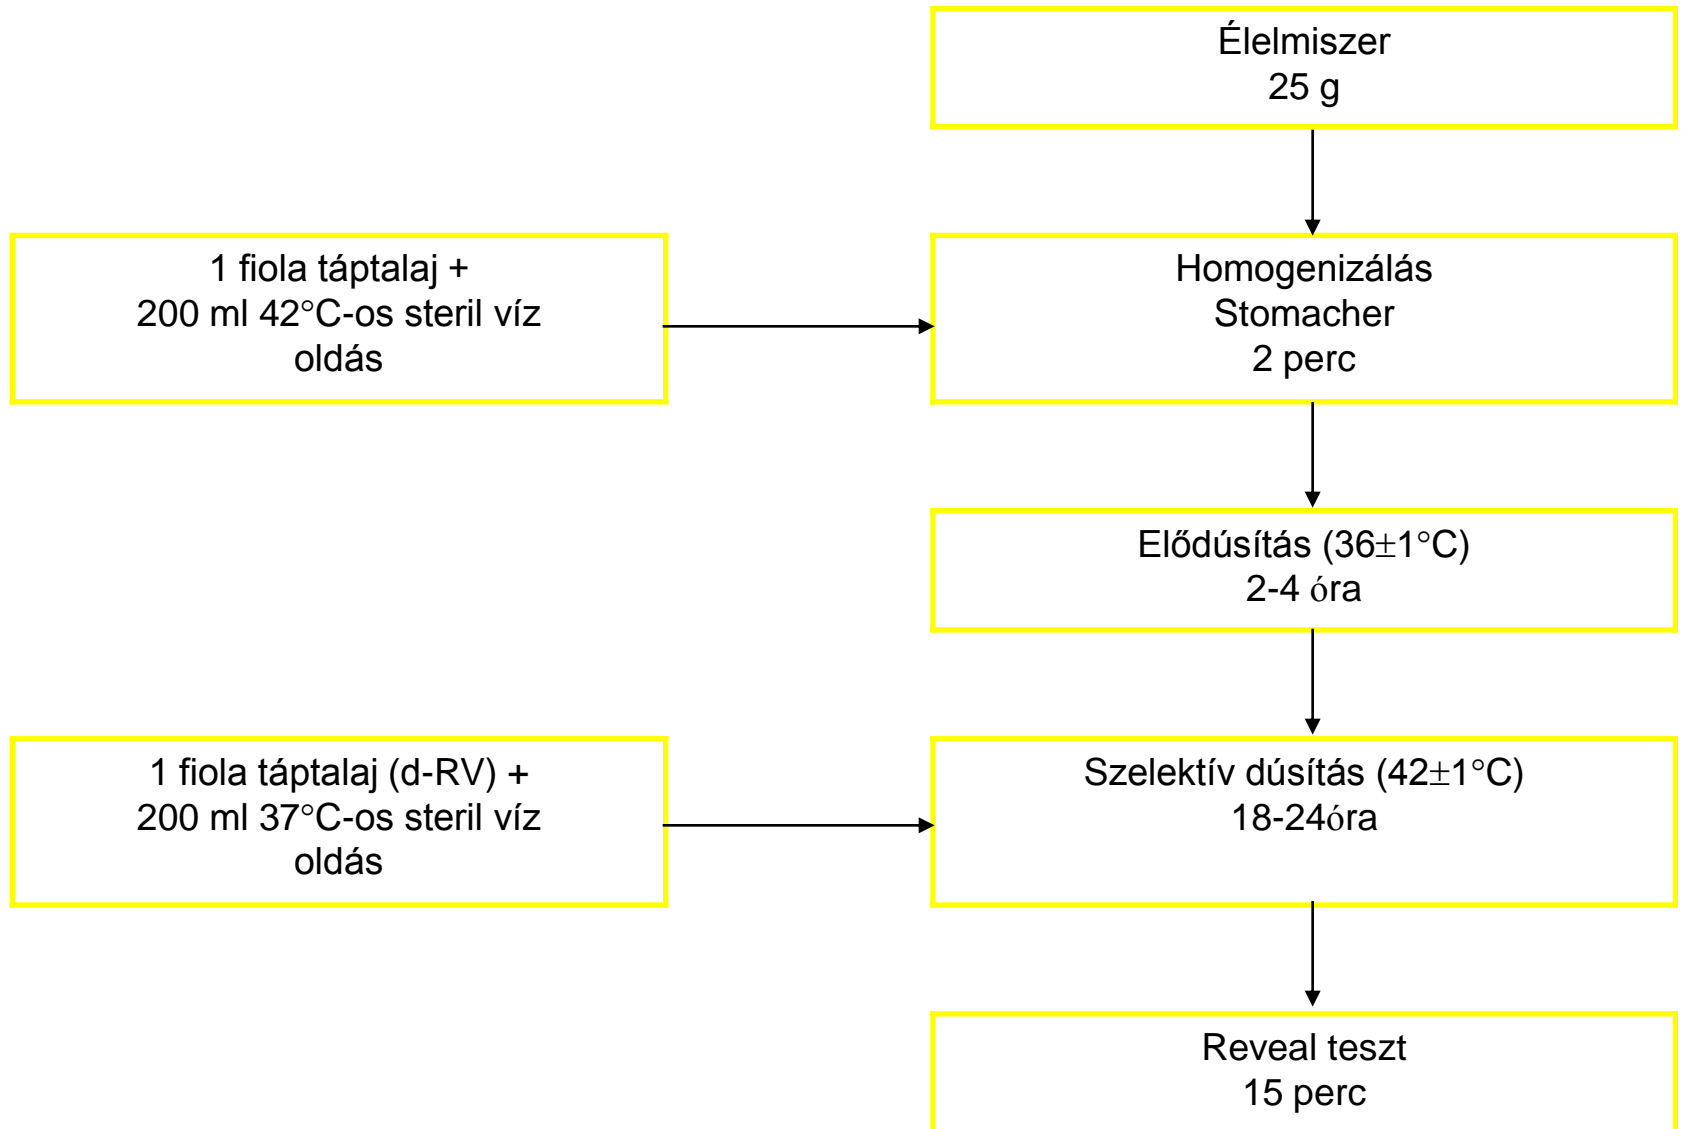 Élelmiszer
25 g
1 fiola táptalaj +
200 ml 42°C-os steril víz
oldás
Homogenizálás
Stomacher
2 perc
Elődúsítás (36±1°C)
2-4 óra
1 fiola táptalaj (d-RV) +
200 ml 37°C-os steril víz
oldás
Szelektív dúsítás (42±1°C)
18-24óra
Reveal teszt
15 perc